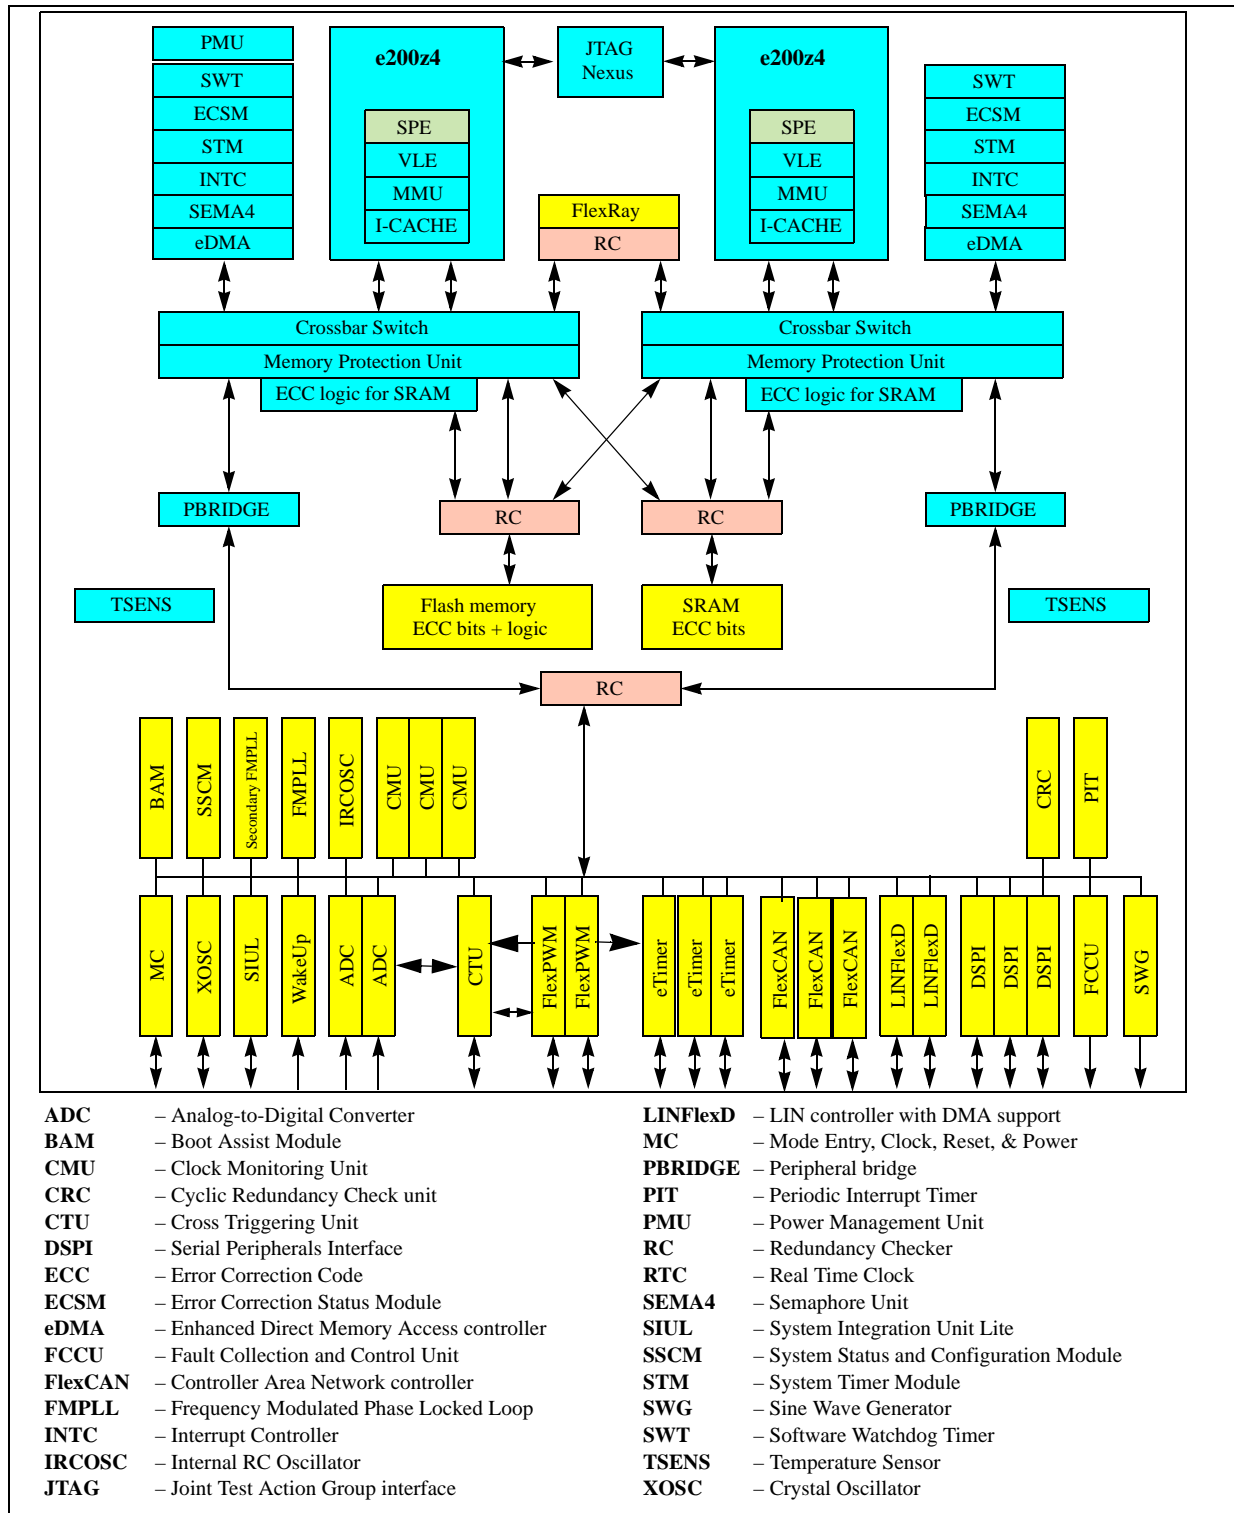 PMU
SWT
ECSM
STM
INTC
SEMA4
eDMA
e200z4
SPE
VLE
MMU
I-CACHE
JTAG
Nexus
FlexRay
RC
e200z4
SPE
VLE
MMU
I-CACHE
SWT
ECSM
STM
INTC
SEMA4
eDMA
Crossbar Switch
Memory Protection Unit
ECC logic for SRAM
Crossbar Switch
Memory Protection Unit
ECC logic for SRAM
PBRIDGE
RC
RC
PBRIDGE
TSENS
Flash memory
ECC bits + logic
SRAM
ECC bits
TSENS
RC
BAM
SSCM
Secondary FMPLL
FMPLL
IRCOSC
CMU
CMU
CMU
CRC
PIT
MC
XOSC
SIUL
WakeUp
ADC
ADC
CTU
FlexPWM
FlexPWM
eTimer
eTimer
eTimer
FlexCAN
FlexCAN
FlexCAN
LINFlexD
LINFlexD
DSPI
DSPI
DSPI
FCCU
SWG
ADC – Analog-to-Digital Converter
BAM – Boot Assist Module
CMU – Clock Monitoring Unit
CRC – Cyclic Redundancy Check unit
CTU – Cross Triggering Unit
DSPI – Serial Peripherals Interface
ECC – Error Correction Code
ECSM – Error Correction Status Module
eDMA – Enhanced Direct Memory Access controller
FCCU – Fault Collection and Control Unit
FlexCAN – Controller Area Network controller
FMPLL – Frequency Modulated Phase Locked Loop
INTC – Interrupt Controller
IRCOSC – Internal RC Oscillator
JTAG – Joint Test Action Group interface
LINFlexD – LIN controller with DMA support
MC – Mode Entry, Clock, Reset, & Power
PBRIDGE – Peripheral bridge
PIT – Periodic Interrupt Timer
PMU – Power Management Unit
RC – Redundancy Checker
RTC – Real Time Clock
SEMA4 – Semaphore Unit
SIUL – System Integration Unit Lite
SSCM – System Status and Configuration Module
STM – System Timer Module
SWG – Sine Wave Generator
SWT – Software Watchdog Timer
TSENS – Temperature Sensor
XOSC – Crystal Oscillator